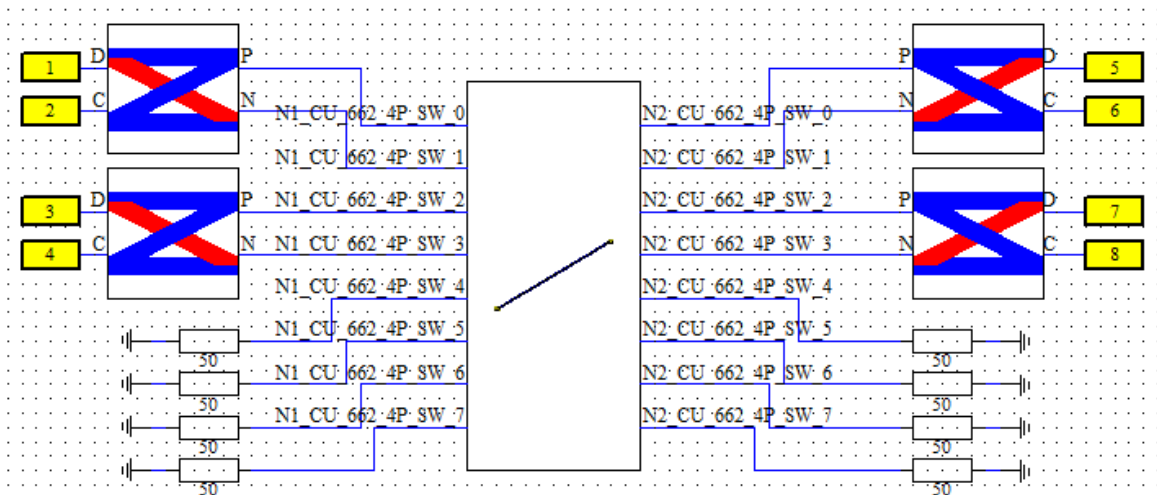 D P P D
1 5
C N N C
2 6
N1_CU_662_4P_SW_0 N2_CU_662_4P_SW_0
N1_CU_662_4P_SW_1 N2_CU_662_4P_SW_1
D P N1_CU_662_4P_SW_2 N2_CU_662_4P_SW_2 P D
3 7
C N N1_CU_662_4P_SW_3 N2_CU_662_4P_SW_3 N C
4 8
N1_CU_662_4P_SW_4 N2_CU_662_4P_SW_4
N1_CU_662_4P_SW_5 N2_CU_662_4P_SW_5
50 50
N1_CU_662_4P_SW_6 N2_CU_662_4P_SW_6
50 50
N1_CU_662_4P_SW_7 N2_CU_662_4P_SW_7
50 50
50 50